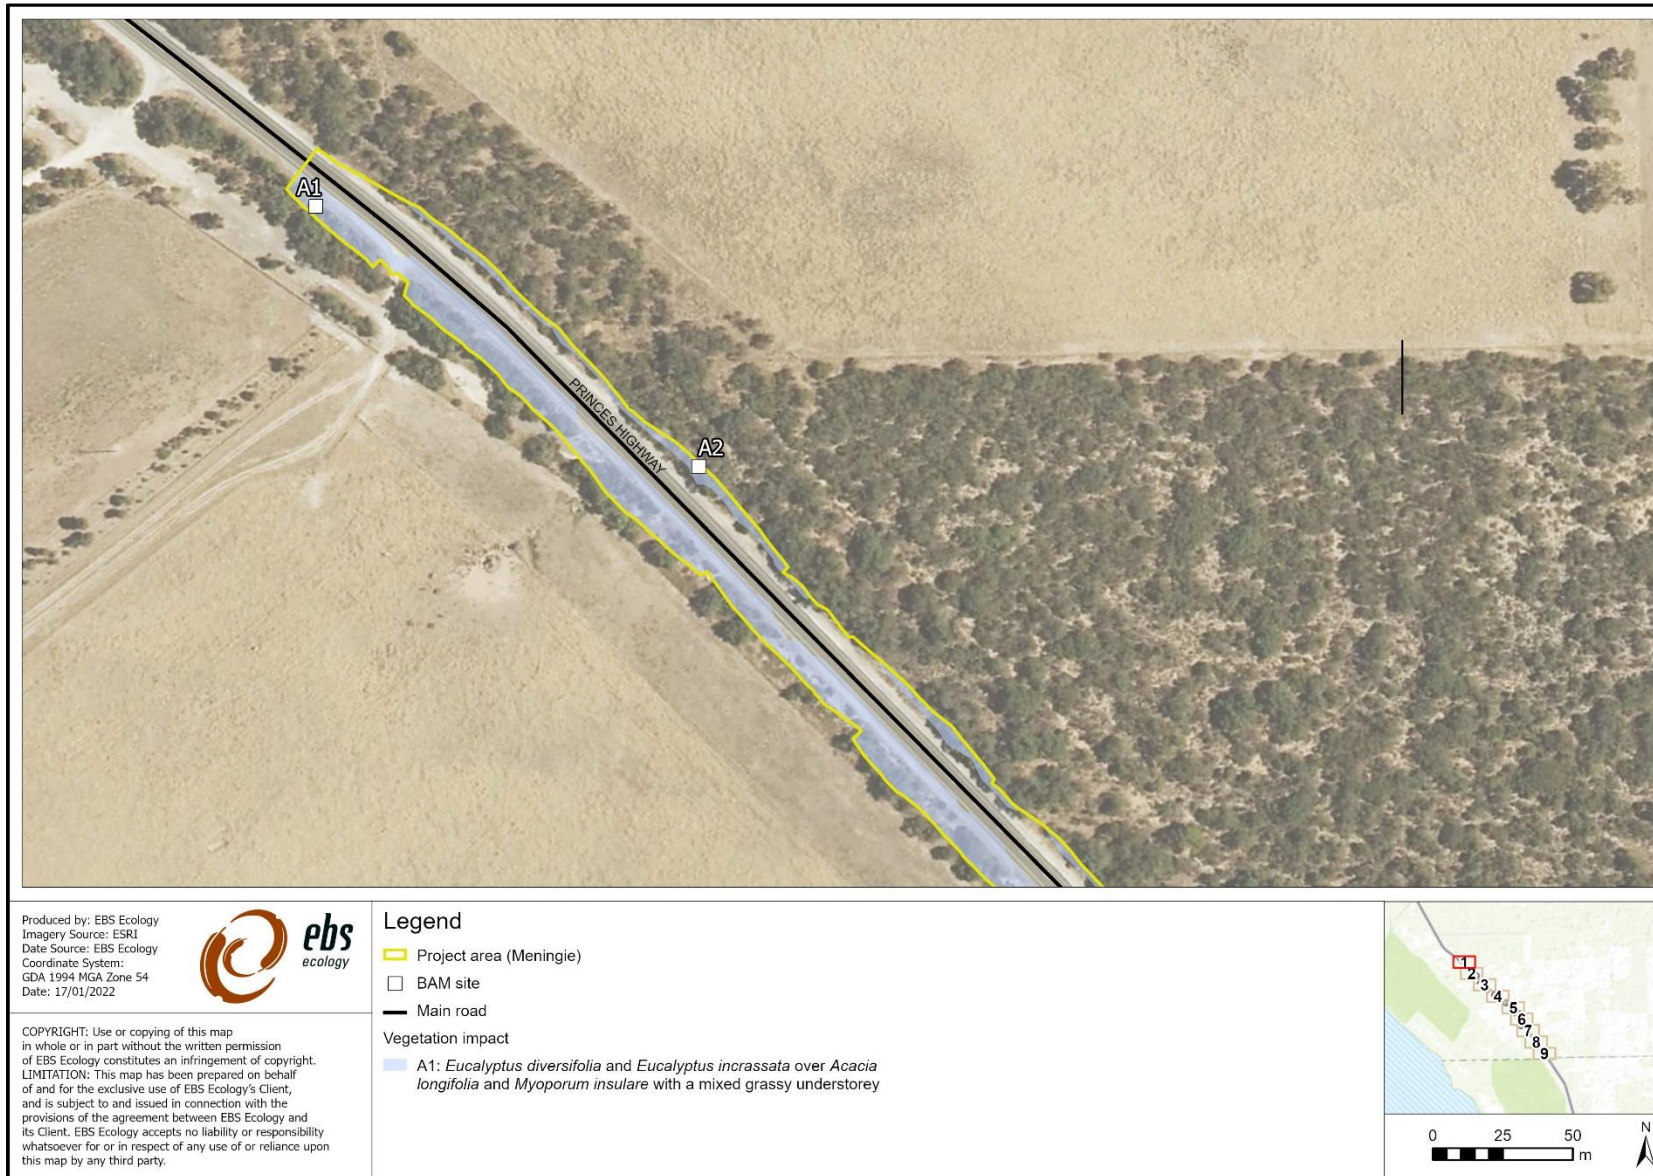 A1
A2
PRINCES HIGHWAY
Produced by: EBS Ecology
Imagery Source: ESRI
Date Source: EBS Ecology
Coordinate System:
GDA 1994 MGA Zone 54
Date: 17/01/2022
ebs
ecology
COPYRIGHT: Use or copying of this map
in whole or in part without the written permission
of EBS Ecology constitutes an infringement of copyright.
LIMITATION: This map has been prepared on behalf
of and for the exclusive use of EBS Ecology's Client,
and is subject to and issued in connection with the
provisions of the agreement between EBS Ecology and
its Client. EBS Ecology accepts no liability or responsibility
whatsoever for or in respect of any use of or reliance upon
this map by any third party.
Legend
Project area (Meningie)
BAM site
Main road
Vegetation impact
A1: Eucalyptus diversifolia and Eucalyptus incrassata over Acacia
longifolia and Myoporum insulare with a mixed grassy understorey
1
2
3
4
5
6
7
8
9
0 25 50
m
N